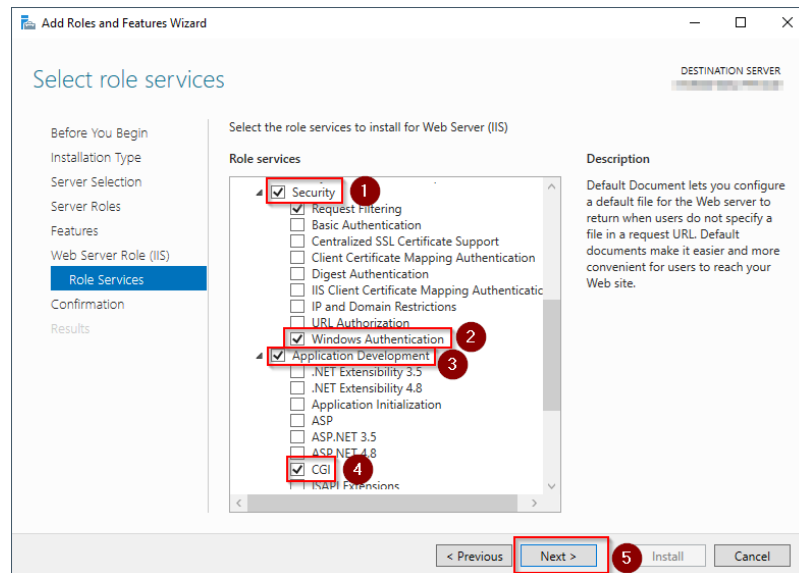 Add Roles and Features Wizard
Select role services
DESTINATION SERVER
Before You Begin
Installation Type
Server Selection
Server Roles
Features
Web Server Role (IIS)
Role Services
Confirmation
Results
Select the role services to install for Web Server (IIS)
Role services
Security 1
Request Filtering
Basic Authentication
Centralized SSL Certificate Support
Client Certificate Mapping Authentication
Digest Authentication
IIS Client Certificate Mapping Authenticatic
IP and Domain Restrictions
URL Authorization
Windows Authentication 2
Application Development 3
.NET Extensibility 3.5
.NET Extensibility 4.8
Application Initialization
ASP
ASP.NET 3.5
ASP.NET 4.8
CGI 4
ISAPI Extensions
Description
Default Document lets you configure
a default file for the Web server to
return when users do not specify a
file in a request URL. Default
documents make it easier and more
convenient for users to reach your
Web site.
< Previous
Next > 5
Install
Cancel